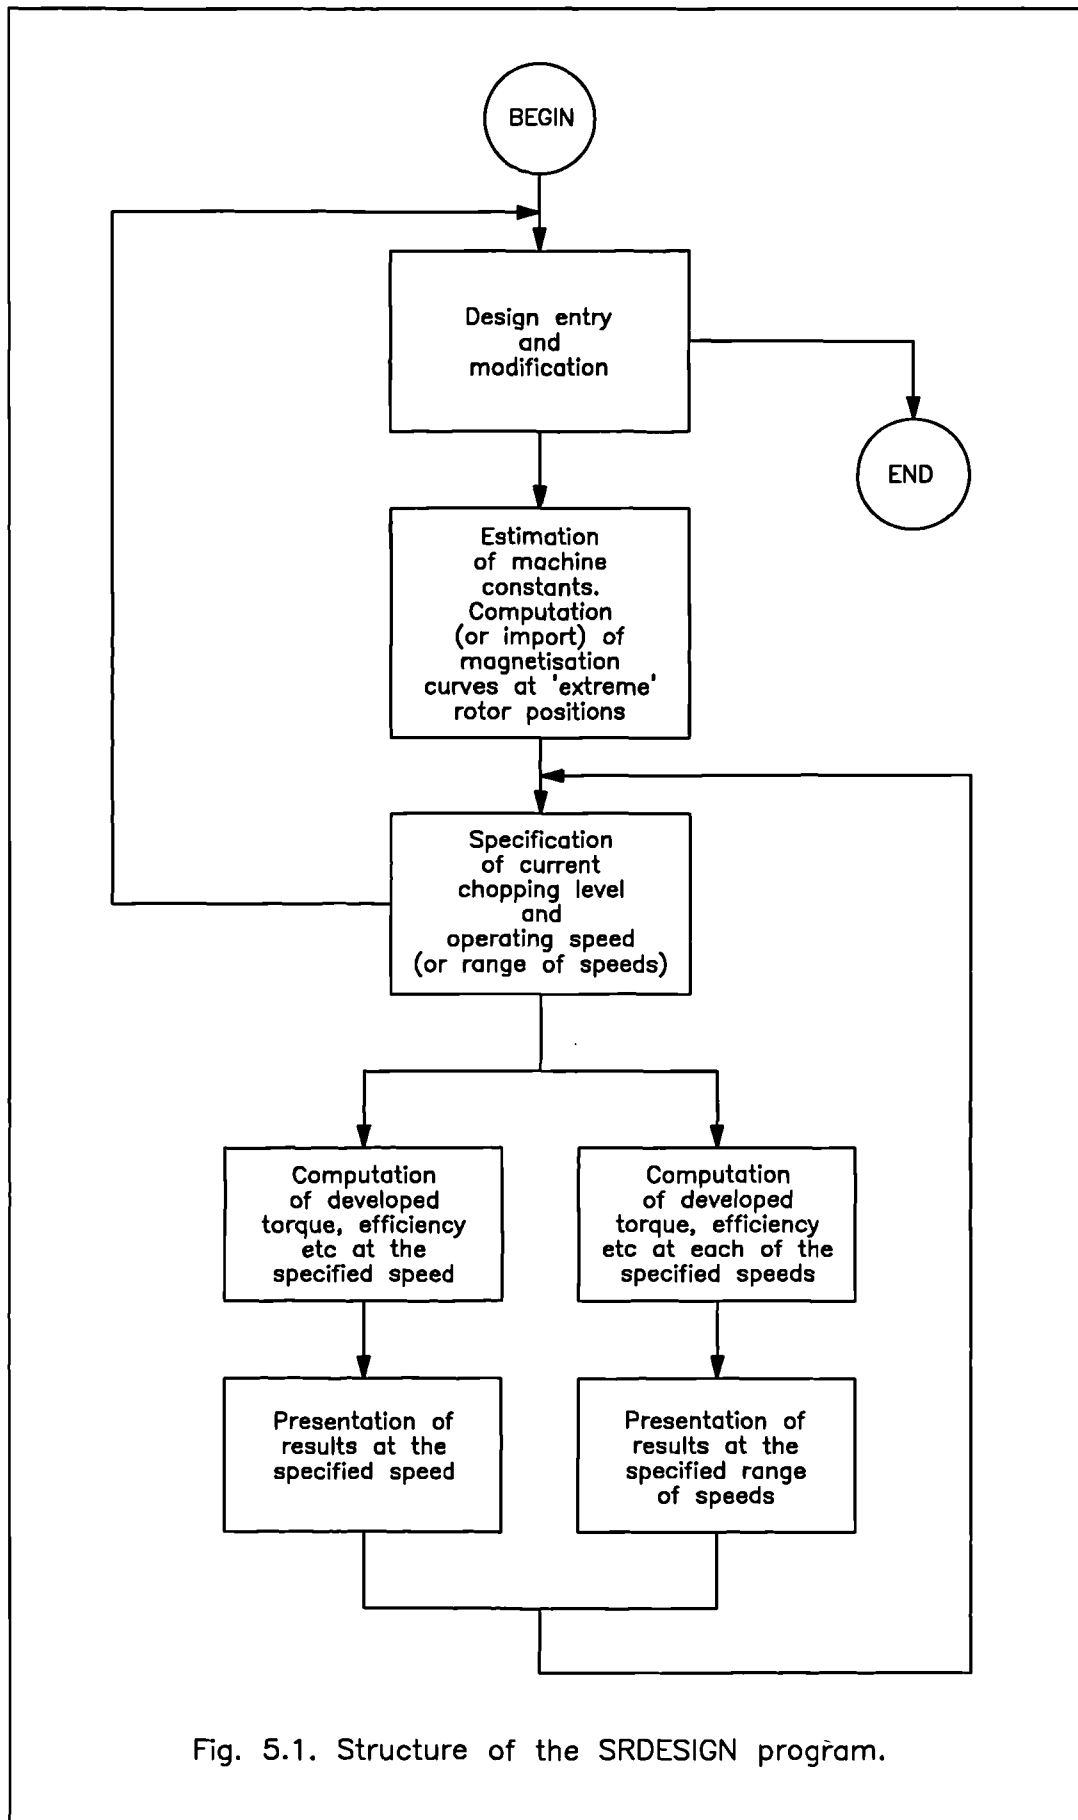 BEGIN
Design entry
and
modification
END
Estimation
of machine
constants.
Computation
(or import) of
magnetisation
curves at 'extreme'
rotor positions
Specification
of current
chopping level
and
operating speed
(or range of speeds)
Computation
of developed
torque, efficiency
etc at the
specified speed
Computation
of developed
torque, efficiency
etc at each of the
specified speeds
Presentation of
results at the
specified speed
Presentation of
results at the
specified range
of speeds
Fig. 5.1. Structure of the SRDESIGN program.